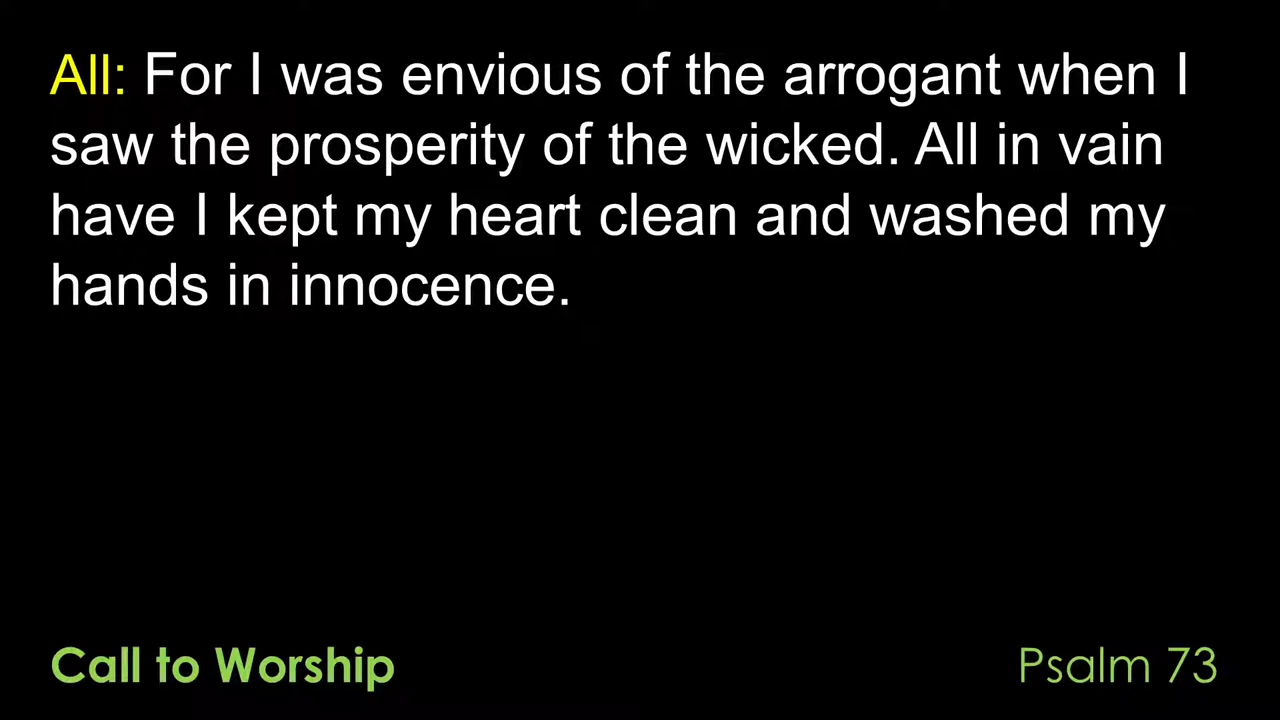 All: For I was envious of the arrogant when I
saw the prosperity of the wicked. All in vain
have I kept my heart clean and washed my
hands in innocence.
Call to Worship
Psalm 73